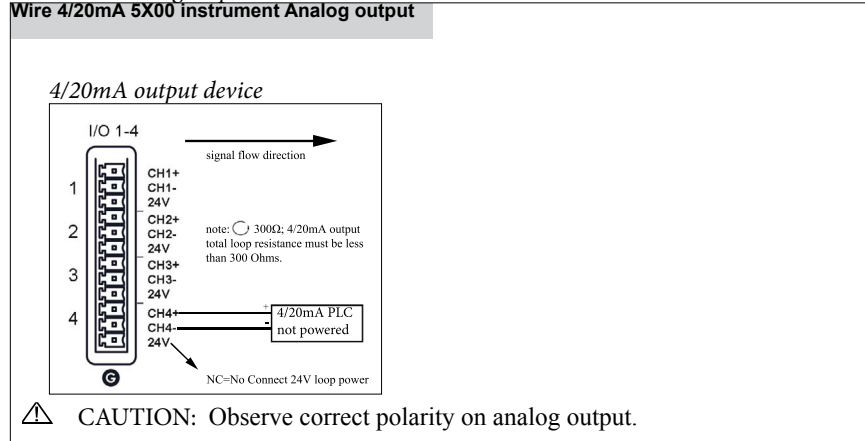 Wire 4/20mA 5X00 instrument Analog output
4/20mA output device
I/O 1-4
signal flow direction
1
CH1+
CH1-
24V
2
CH2+
CH2-
24V
note: 300Ω; 4/20mA output
total loop resistance must be less
than 300 Ohms.
3
CH3+
CH3-
24V
4
CH4+
CH4-
24V
+
-
4/20mA PLC
not powered
NC=No Connect 24V loop power
G
CAUTION: Observe correct polarity on analog output.